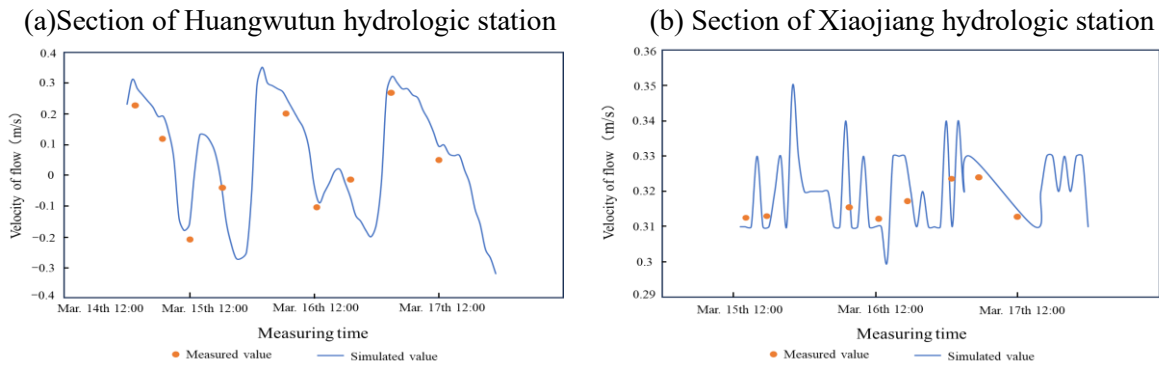 (a)Section of Huangwutun hydrologic station
0.4
0.3
0.2
0.1
0
−0.1
−0.2
−0.3
−0.4
Velocity of flow（m/s）
Mar. 14th 12:00 Mar. 15th 12:00 Mar. 16th 12:00 Mar. 17th 12:00
Measuring time
Measured value Simulated value
(b) Section of Xiaojiang hydrologic station
0.36
0.35
0.34
0.33
0.32
0.31
0.3
0.29
Velocity of flow（m/s）
Mar. 15th 12:00 Mar. 16th 12:00 Mar. 17th 12:00
Measuring time
Measured value Simulated value